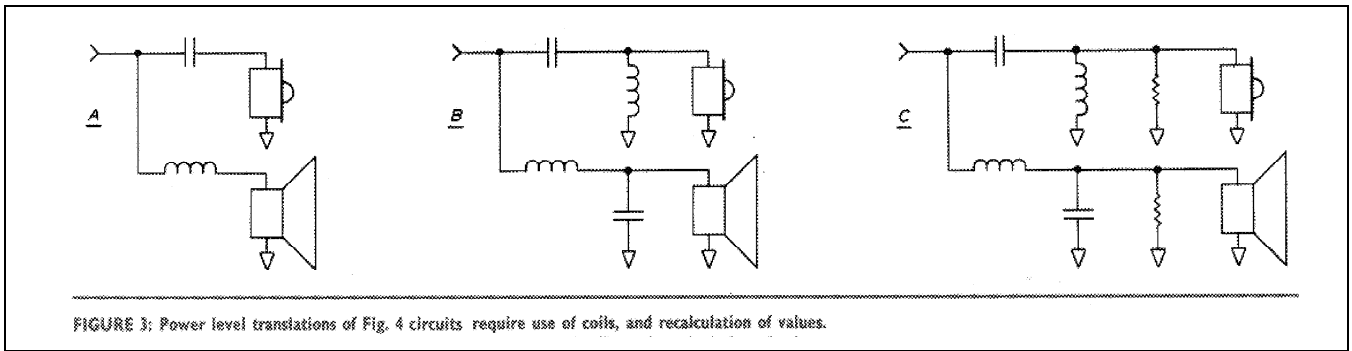 A
B
C
FIGURE 3: Power level translations of Fig. 4 circuits require use of coils, and recalculation of values.